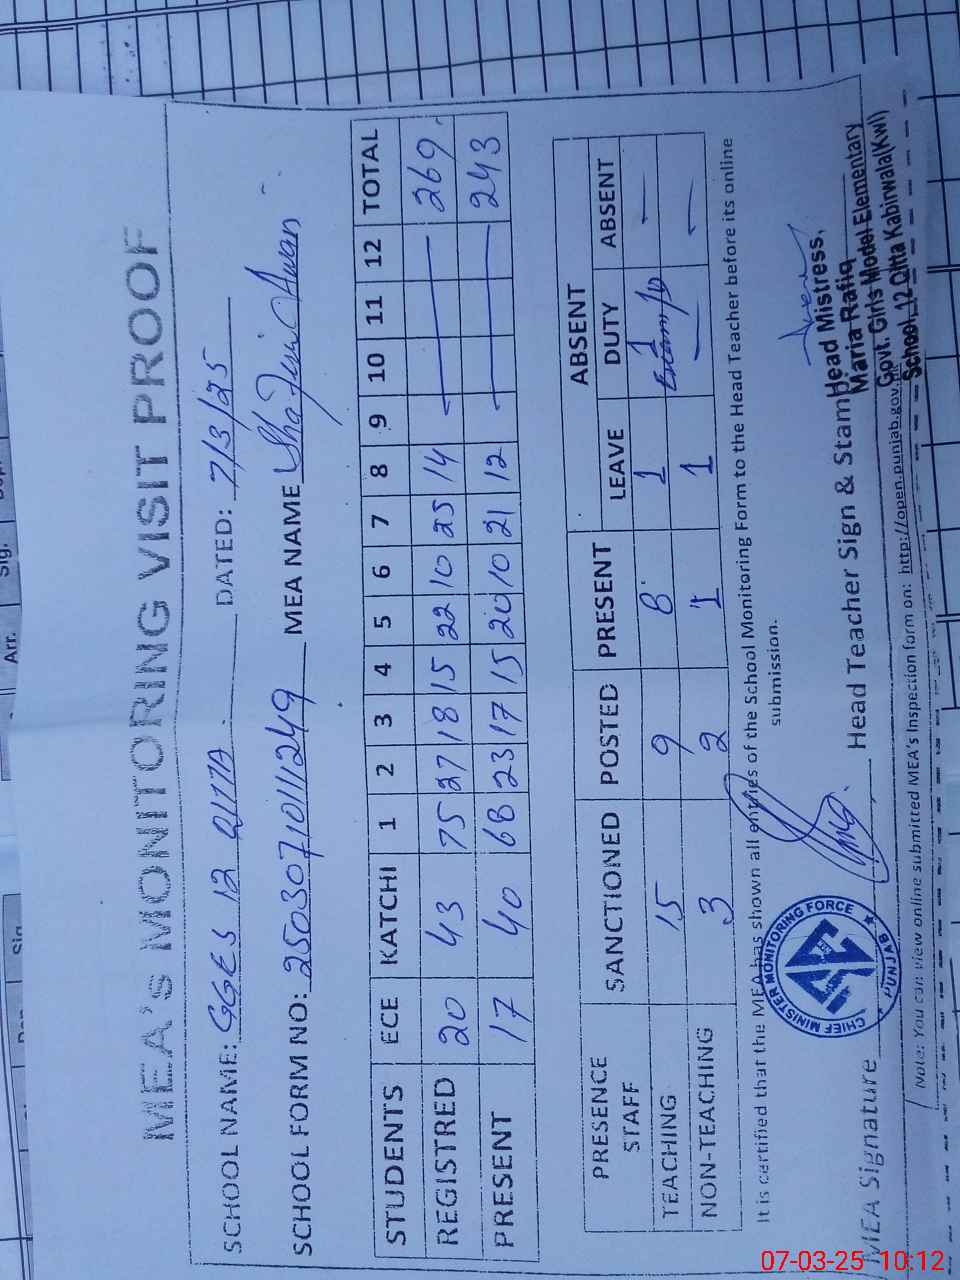 MEA's MONITORING VISIT PROOF
SCHOOL NAME: GGES 12 QITTA DATED: 7/3/25
SCHOOL FORM NO: 250307101111249 MEA NAME Awan
STUDENTS ECE KATCHI 1 2 3 4 5 6 7 8 9 10 11 12 TOTAL
REGISTRED 20 43 75 27 18 15 22 10 25 14 — 269
PRESENT 17 40 68 23 17 15 20 10 21 12 — 243
PRESENCE STAFF SANCTIONED POSTED PRESENT ABSENT
LEAVE DUTY ABSENT
TEACHING 15 9 8 1 1 —
NON-TEACHING 3 2 1 1 — —
It is certified that the MEA has shown all entries of the School Monitoring Form to the Head Teacher before its online
submission.
MEA Signature Head Teacher Sign & Stamp
CHIEF MINISTER MONITORING FORCE
PUNJAB
Head Mistress,
Maria Rafiq
Govt. Girls Model Elementary
School, 12 Qitta Kabirwala(KWI)
(Note: You can view online submitted MEA's Inspection form on: http://open.punjab.gov.pk
Arr.
Sig.
07-03-25 10:12